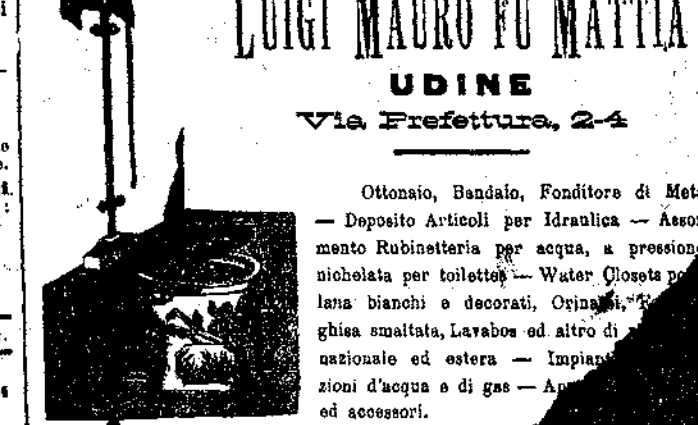 LUIGI MAURO FU MATTIA
UDINE
Via Prefettura, 2-4
Ottonaio, Bandaio, Fonditore di
— Deposito Articoli per Idraulica —
mento Rubinetteria per acqua, a pressione
nichelata per toilettes — Water Closets
lana bianchi e decorati,
ghisa smaltata, Lavabos ed altro di
nazionale ed estera —
zioni d'acqua e di gas —
ed accessori.